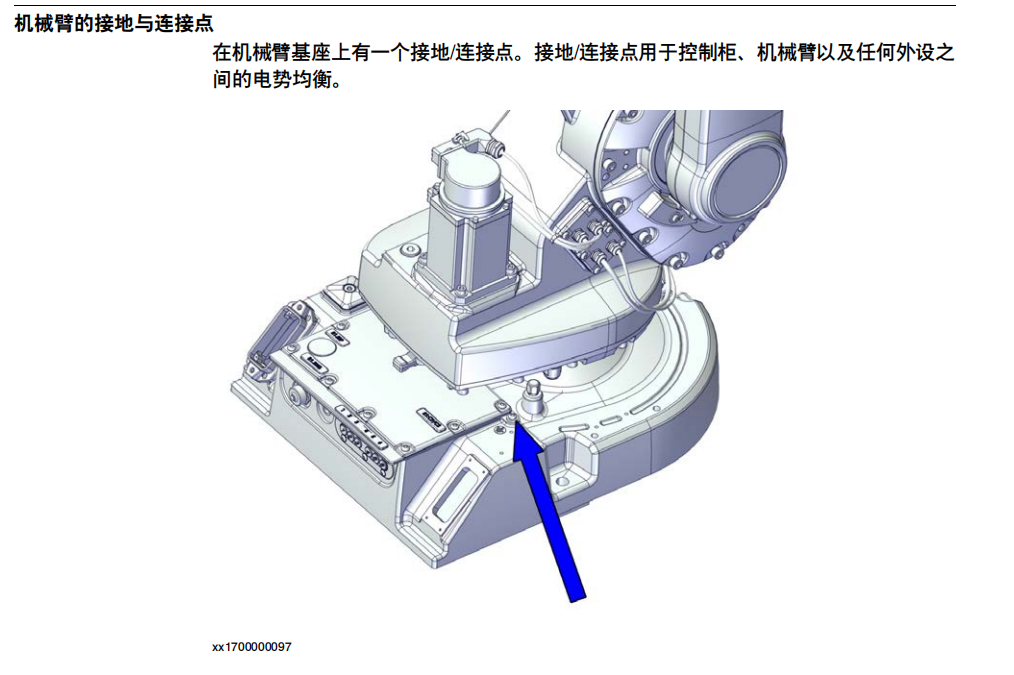 机械臂的接地与连接点
在机械臂基座上有一个接地/连接点。接地/连接点用于控制柜、机械臂以及任何外设之
间的电势均衡。
xx1700000097